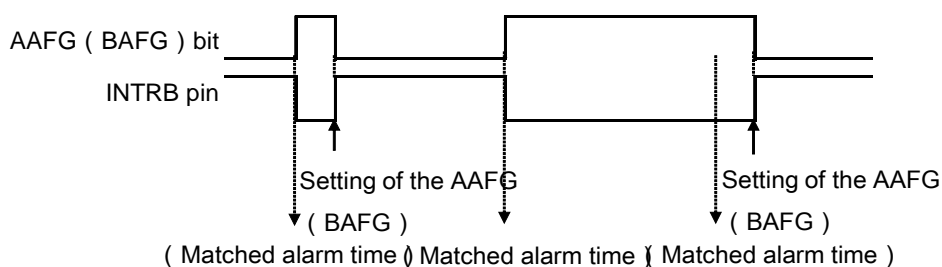 AAFG ( BAFG ) bit
INTRB pin
Setting of the AAFG
( BAFG )
Setting of the AAFG
( BAFG )
( Matched alarm time )
( Matched alarm time )
( Matched alarm time )